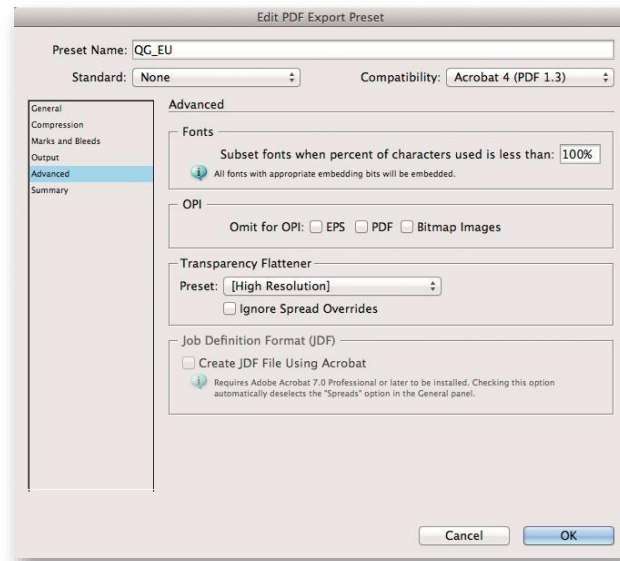 Edit PDF Export Preset
Preset Name: QG_EU
Standard: None
Compatibility: Acrobat 4 (PDF 1.3)
General
Compression
Marks and Bleeds
Output
Advanced
Summary
Advanced
Fonts
Subset fonts when percent of characters used is less than: 100%
All fonts with appropriate embedding bits will be embedded.
OPI
Omit for OPI: EPS PDF Bitmap Images
Transparency Flattener
Preset: [High Resolution]
Ignore Spread Overrides
Job Definition Format (JDF)
Create JDF File Using Acrobat
Requires Adobe Acrobat 7.0 Professional or later to be installed. Checking this option
automatically deselects the "Spreads" option in the General panel.
Cancel
OK